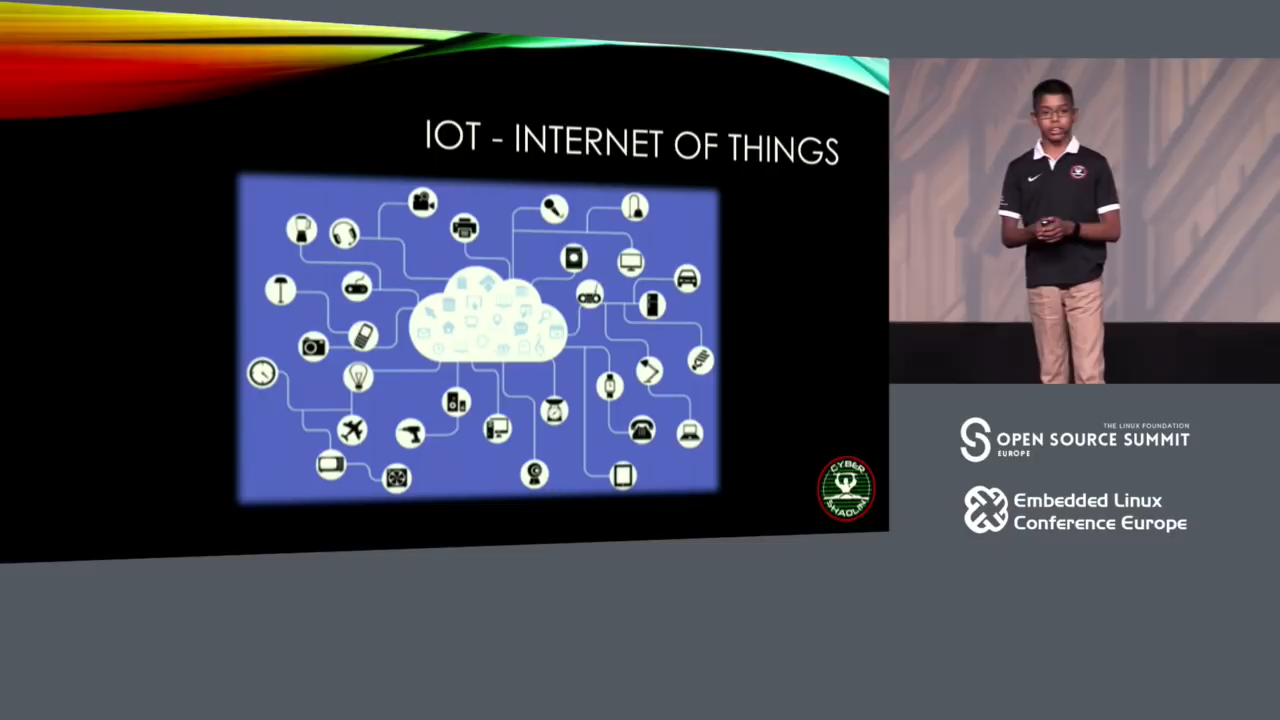 IOT - INTERNET OF THINGS
CYBER
SHAOLIN
THE LINUX FOUNDATION
OPEN SOURCE SUMMIT
EUROPE
Embedded Linux
Conference Europe